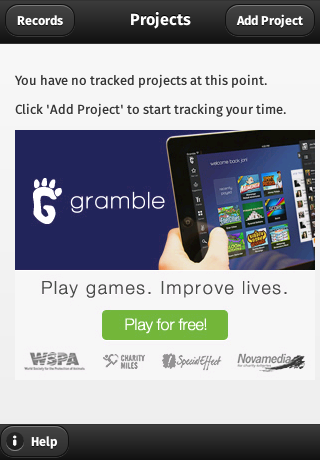 Records
Projects
Add Project
You have no tracked projects at this point.
Click 'Add Project' to start tracking your time.
gramble
welcome back jon!
Play games. Improve lives.
Play for free!
WSPA
World Society for the Protection of Animals
CHARITY
MILES
SpecialEffect
Novamedia
i
Help